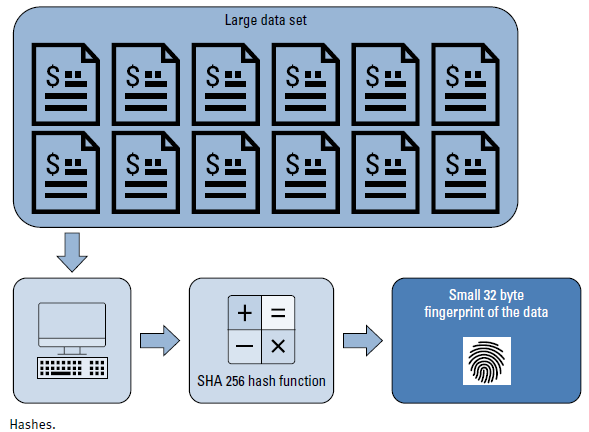 Large data set
$ $ $ $ $ $
$ $ $ $ $ $
+ =
− ×
SHA 256 hash function
Small 32 byte
fingerprint of the data
Hashes.